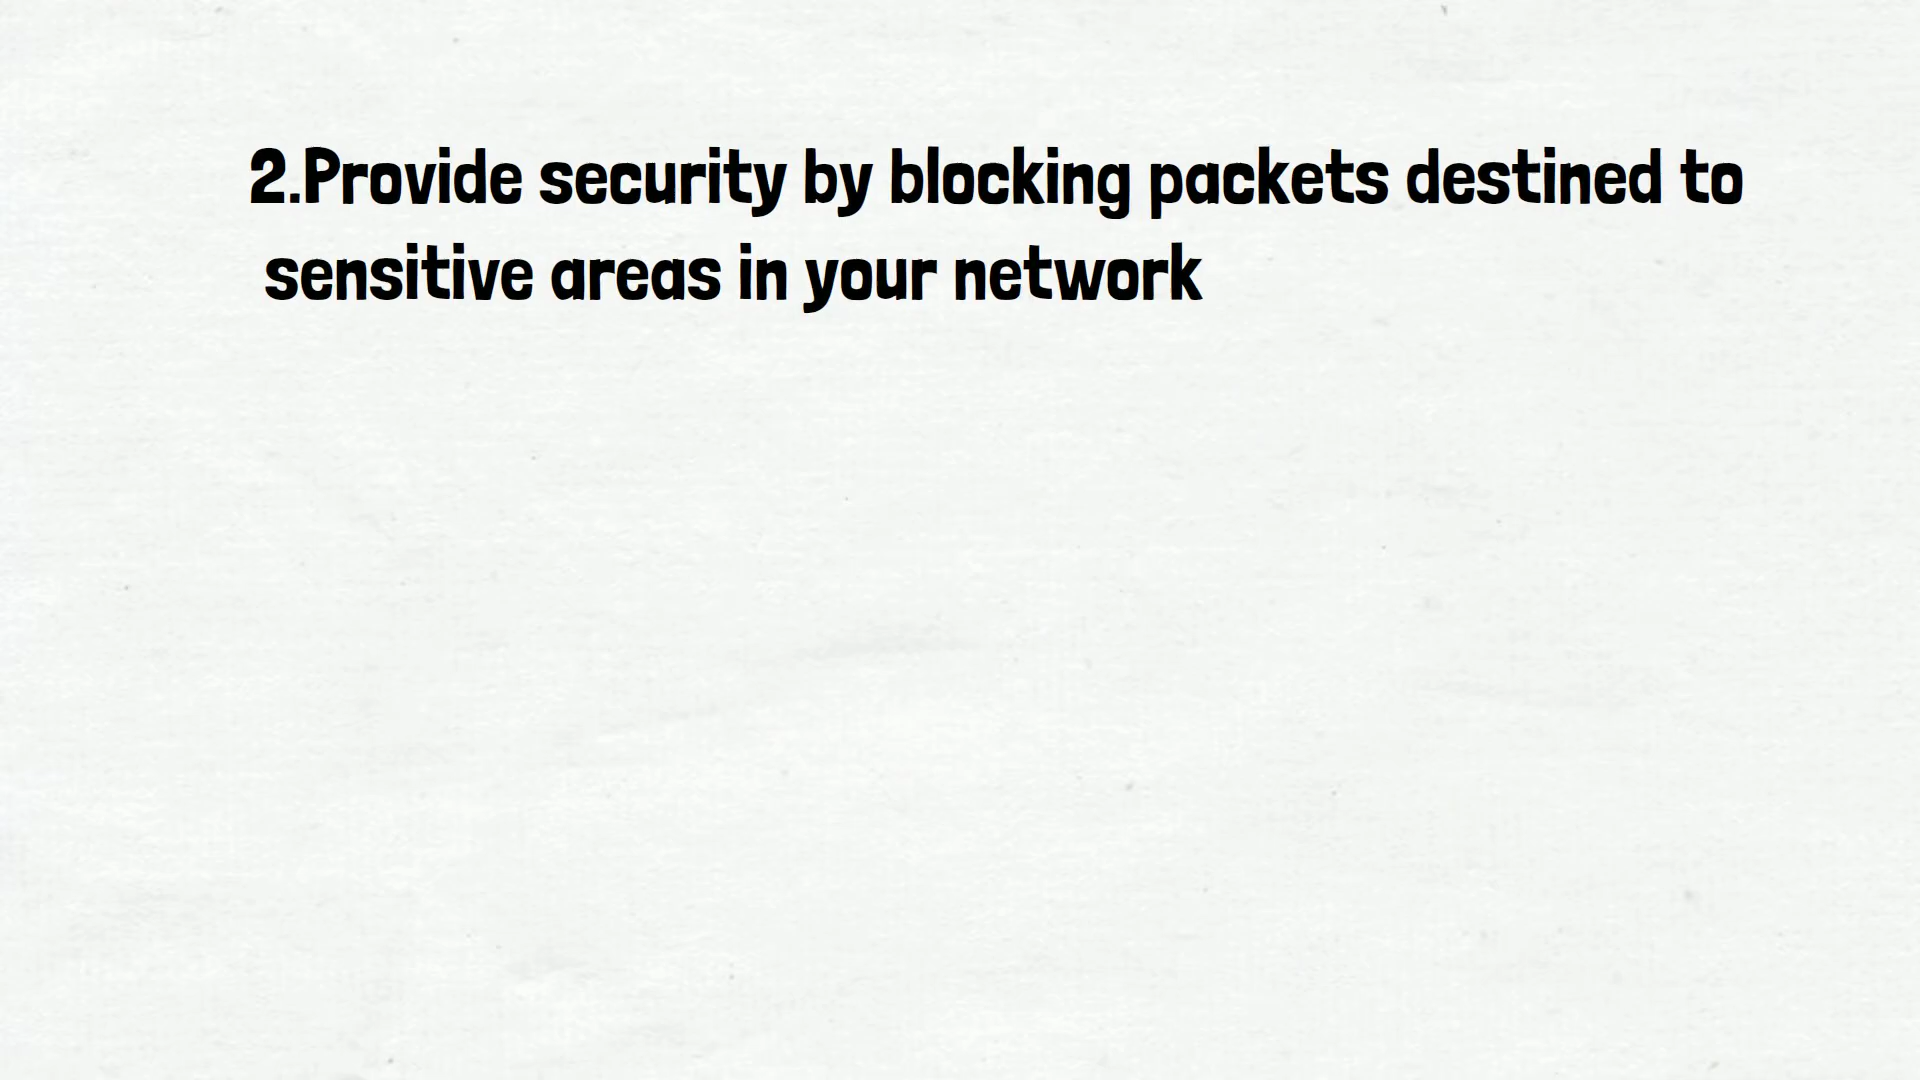 2.Provide security by blocking packets destined to
sensitive areas in your network